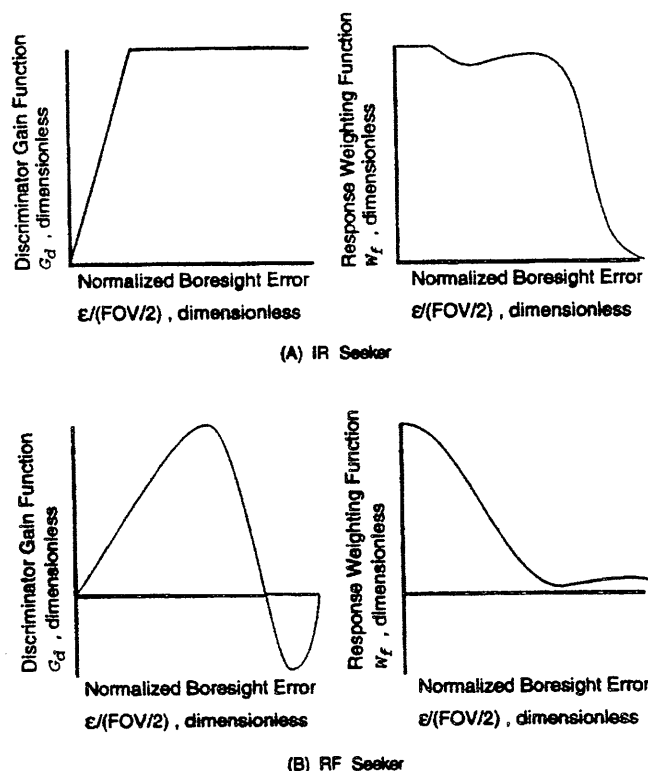 Discriminator Gain Function
G_d , dimensionless
Normalized Boresight Error
ε/(FOV/2) , dimensionless
Response Weighting Function
W_f , dimensionless
Normalized Boresight Error
ε/(FOV/2) , dimensionless
(A) IR Seeker
Discriminator Gain Function
G_d , dimensionless
Normalized Boresight Error
ε/(FOV/2) , dimensionless
Response Weighting Function
W_f , dimensionless
Normalized Boresight Error
ε/(FOV/2) , dimensionless
(B) RF Seeker